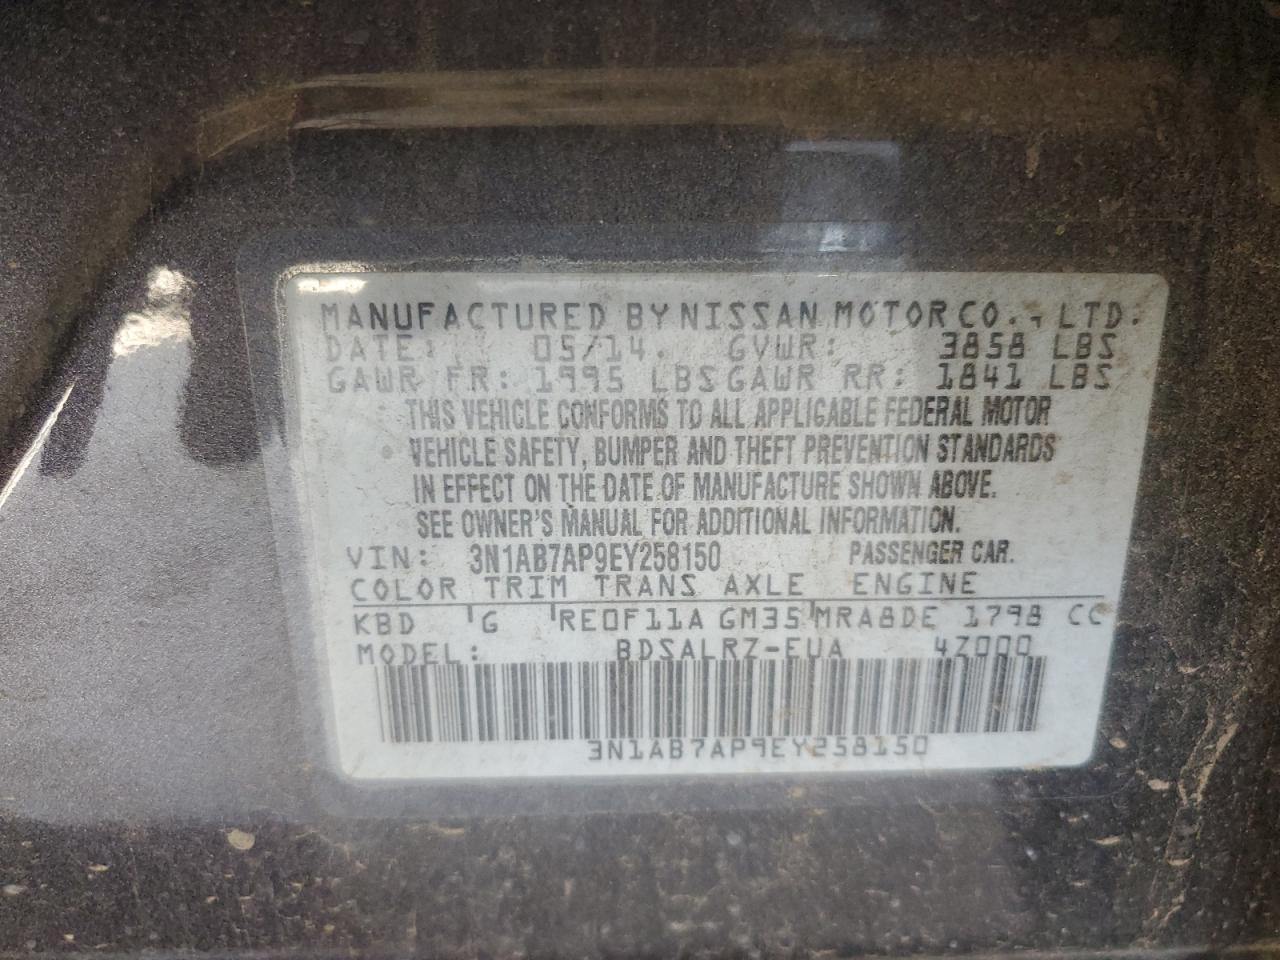 MANUFACTURED BY NISSAN MOTOR CO., LTD.
DATE: 05/14. GVWR: 3858 LBS
GAWR FR: 1995 LBS GAWR RR: 1841 LBS
THIS VEHICLE CONFORMS TO ALL APPLICABLE FEDERAL MOTOR
VEHICLE SAFETY, BUMPER AND THEFT PREVENTION STANDARDS
IN EFFECT ON THE DATE OF MANUFACTURE SHOWN ABOVE.
SEE OWNER'S MANUAL FOR ADDITIONAL INFORMATION.
VIN: 3N1AB7AP9EY258150 PASSENGER CAR.
COLOR TRIM TRANS AXLE ENGINE
KBD G RE0F11A GM35 MRA8DE 1798 CC
MODEL: BDSALRZ-EUA 4Z000
3N1AB7AP9EY258150